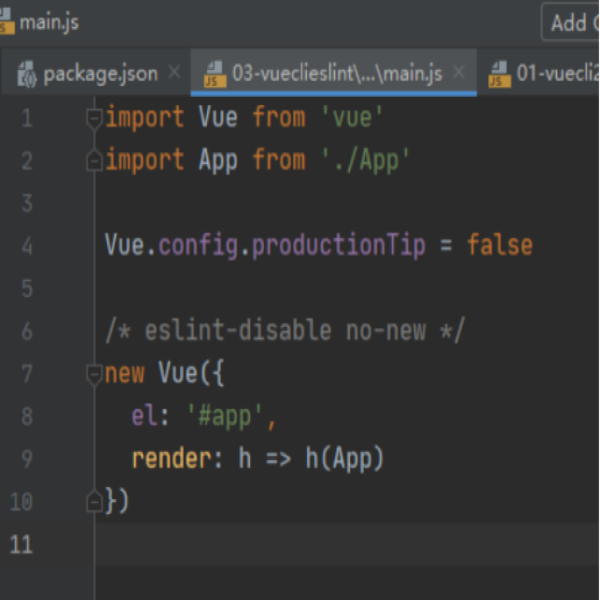 main.js
Add
package.json
03-vueclieslint\...\main.js
01-vuecli2
1 import Vue from 'vue'
2 import App from './App'
3
4 Vue.config.productionTip = false
5
6 /* eslint-disable no-new */
7 new Vue({
8 el: '#app',
9 render: h => h(App)
10 })
11